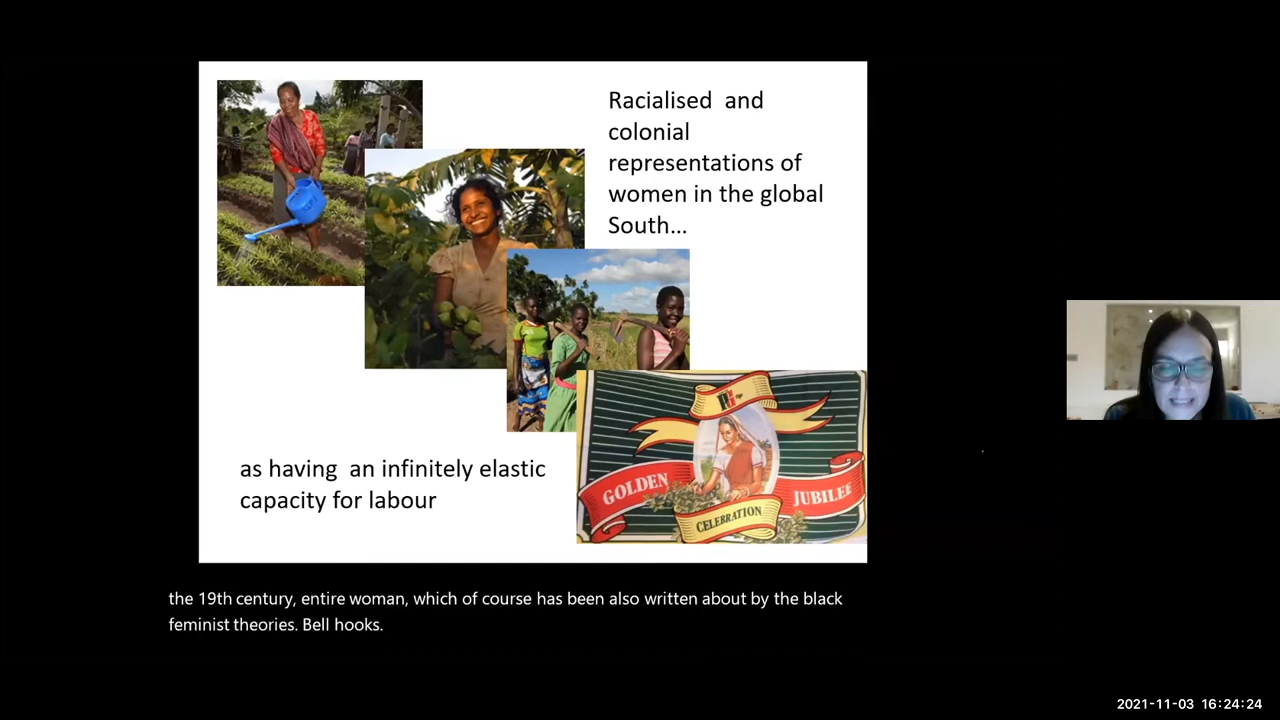 Racialised and
colonial
representations of
women in the global
South...
as having an infinitely elastic
capacity for labour
GOLDEN
JUBILEE
CELEBRATION
the 19th century, entire woman, which of course has been also written about by the black
feminist theories. Bell hooks.
2021-11-03 16:24:24